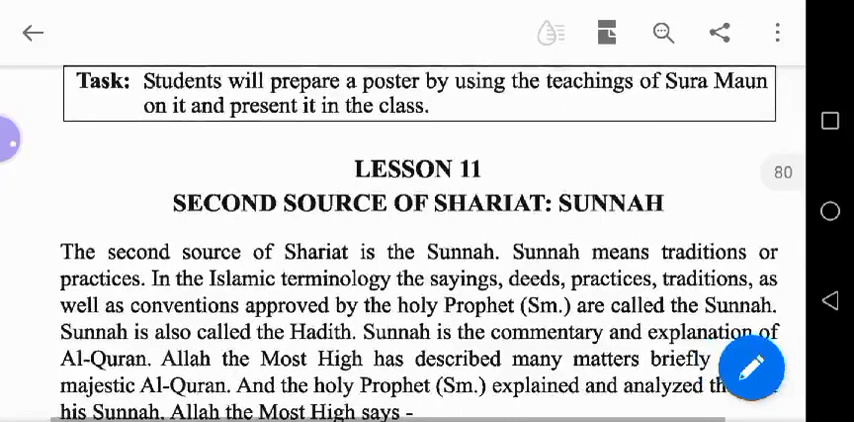 Task: Students will prepare a poster by using the teachings of Sura Maun
on it and present it in the class.
LESSON 11
80
SECOND SOURCE OF SHARIAT: SUNNAH
The second source of Shariat is the Sunnah. Sunnah means traditions or
practices. In the Islamic terminology the sayings, deeds, practices, traditions, as
well as conventions approved by the holy Prophet (Sm.) are called the Sunnah.
Sunnah is also called the Hadith. Sunnah is the commentary and explanation of
Al-Quran. Allah the Most High has described many matters briefly
majestic Al-Quran. And the holy Prophet (Sm.) explained and analyzed
his Sunnah. Allah the Most High says -